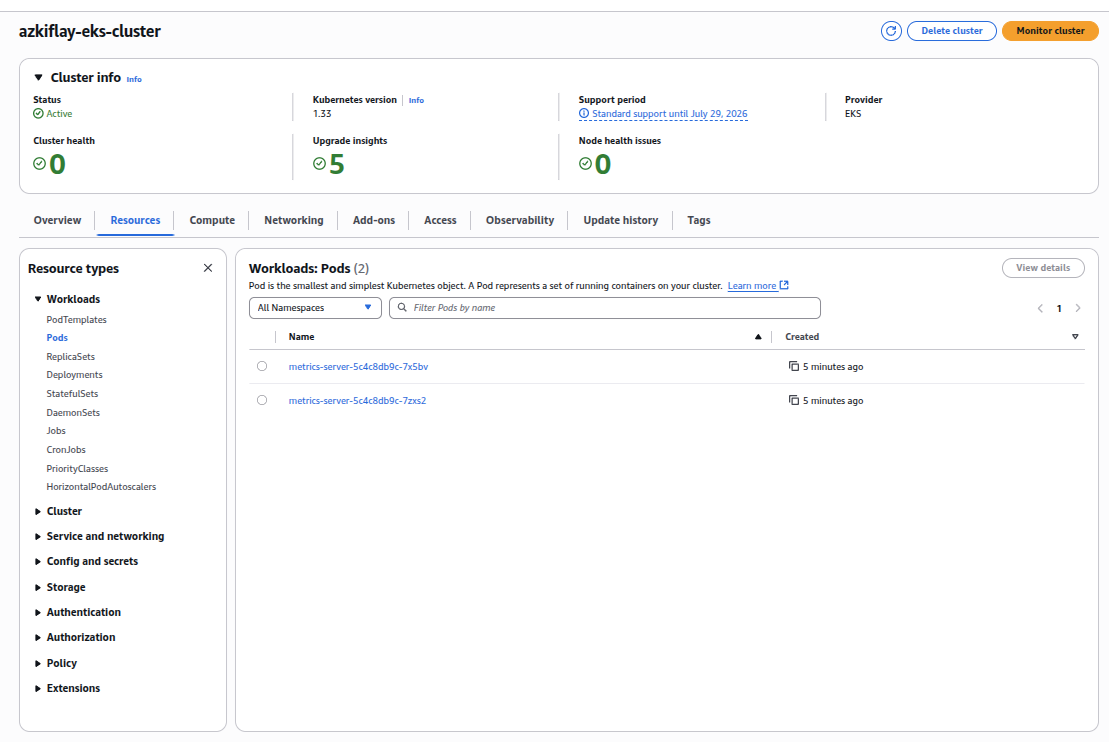 azkiflay-eks-cluster
Delete cluster
Monitor cluster
Cluster info Info
Status
Active
Kubernetes version Info
1.33
Support period
Standard support until July 29, 2026
Provider
EKS
Cluster health
0
Upgrade insights
5
Node health issues
0
Overview Resources Compute Networking Add-ons Access Observability Update history Tags
Resource types
Workloads
PodTemplates
Pods
ReplicaSets
Deployments
StatefulSets
DaemonSets
Jobs
CronJobs
PriorityClasses
HorizontalPodAutoscalers
Cluster
Service and networking
Config and secrets
Storage
Authentication
Authorization
Policy
Extensions
Workloads: Pods (2)
View details
Pod is the smallest and simplest Kubernetes object. A Pod represents a set of running containers on your cluster. Learn more
All Namespaces
Filter Pods by name
1
Name Created
metrics-server-5c4c8db9c-7x5bv 5 minutes ago
metrics-server-5c4c8db9c-7zxs2 5 minutes ago